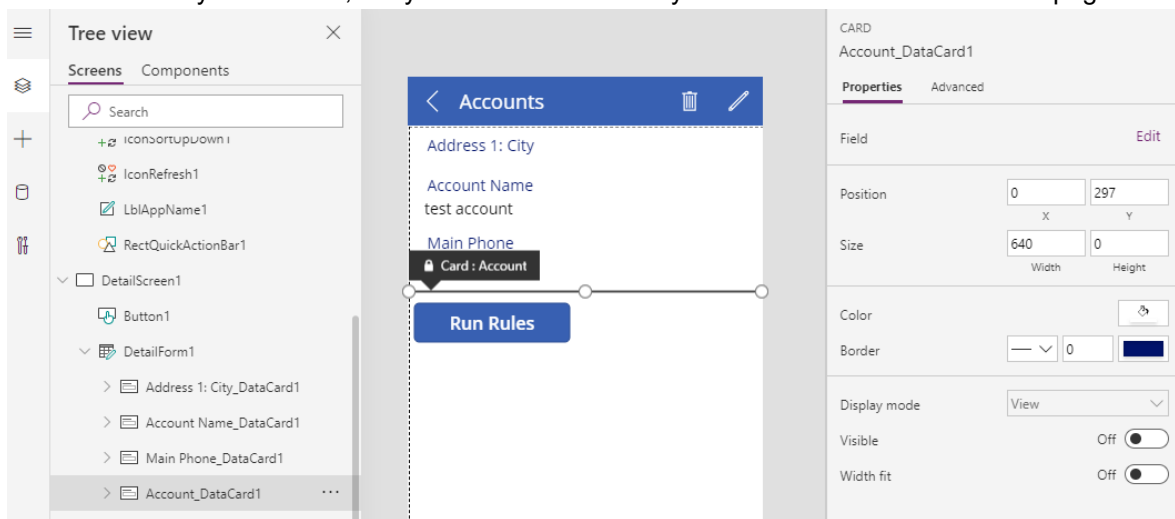 Tree view
Screens Components
Search
IconSortUpDown1
IconRefresh1
LblAppName1
RectQuickActionBar1
DetailScreen1
Button1
DetailForm1
Address 1: City_DataCard1
Account Name_DataCard1
Main Phone_DataCard1
Account_DataCard1
Accounts
Address 1: City
Account Name
test account
Main Phone
Card : Account
Run Rules
CARD
Account_DataCard1
Properties Advanced
Field Edit
Position 0 297
X Y
Size 640 0
Width Height
Color
Border 0
Display mode View
Visible Off
Width fit Off